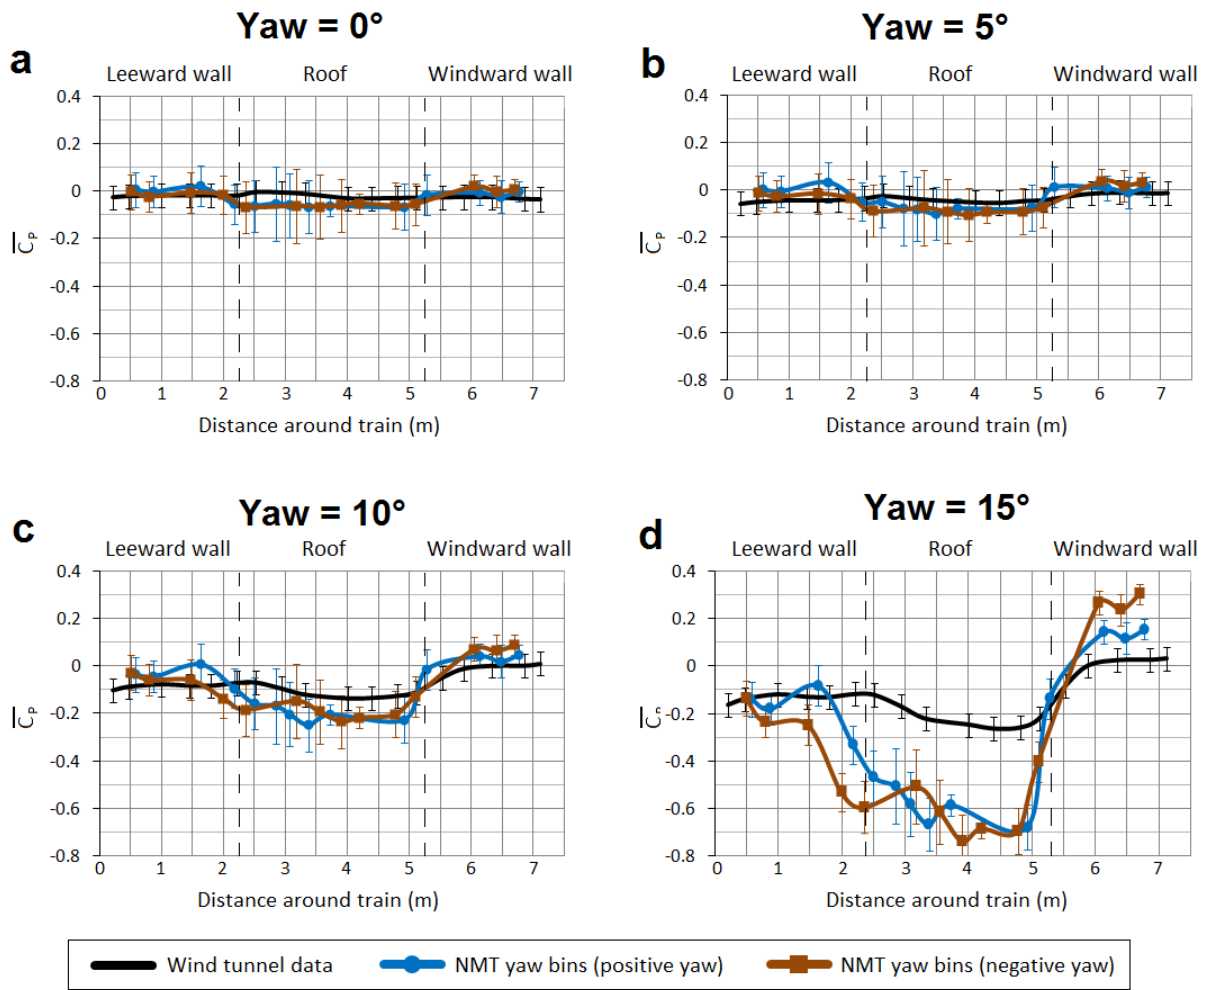 Yaw = 0°
a
Leeward wall Roof Windward wall
0.4
0.2
0
-0.2
-0.4
-0.6
-0.8
C̅P
0 1 2 3 4 5 6 7
Distance around train (m)
Yaw = 5°
b
Leeward wall Roof Windward wall
0.4
0.2
0
-0.2
-0.4
-0.6
-0.8
C̅P
0 1 2 3 4 5 6 7
Distance around train (m)
Yaw = 10°
c
Leeward wall Roof Windward wall
0.4
0.2
0
-0.2
-0.4
-0.6
-0.8
C̅P
0 1 2 3 4 5 6 7
Distance around train (m)
Yaw = 15°
d
Leeward wall Roof Windward wall
0.4
0.2
0
-0.2
-0.4
-0.6
-0.8
0 1 2 3 4 5 6 7
Distance around train (m)
Wind tunnel data NMT yaw bins (positive yaw) NMT yaw bins (negative yaw)